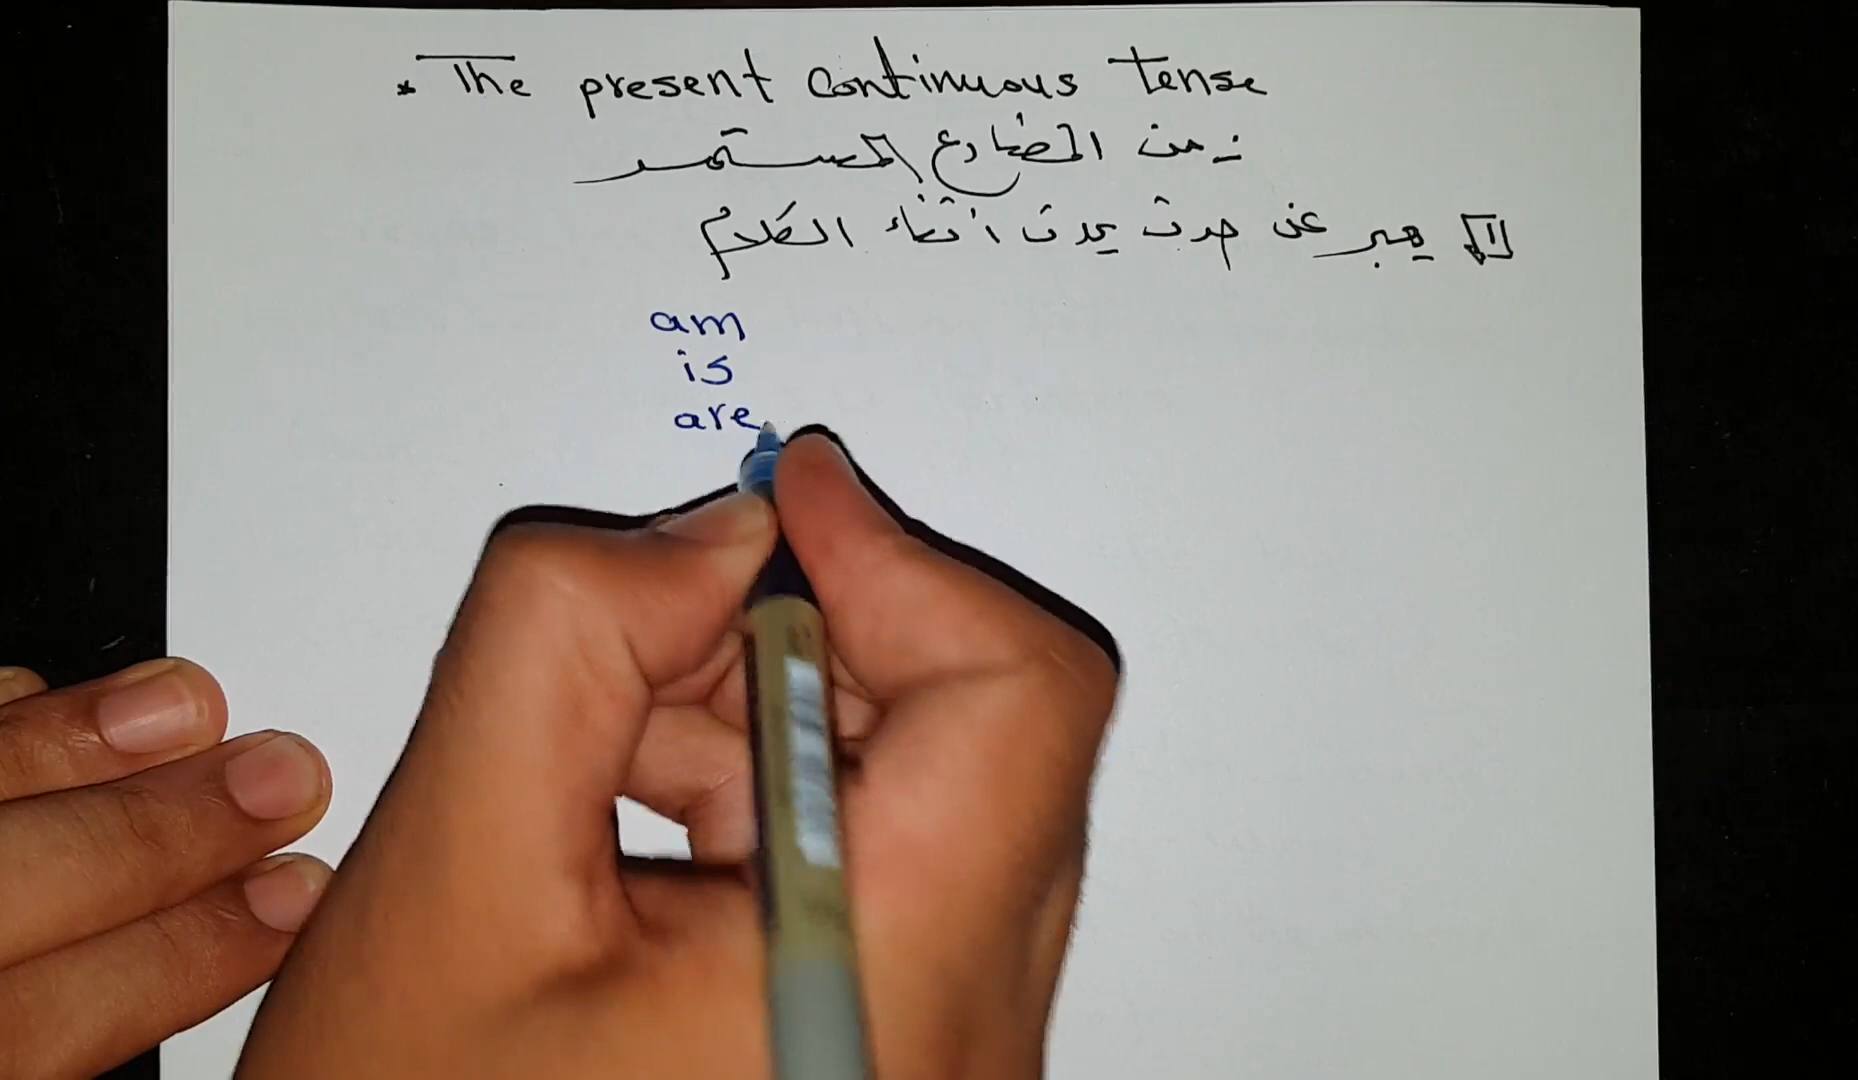 * The present continuous Tense
زمن المضارع المستمر
1 يعبر عن حدث يحدث أثناء الكلام
am
is
are